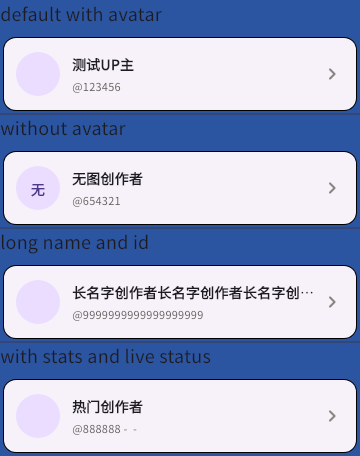 default with avatar
测试UP主
@123456
without avatar
无
无图创作者
@654321
long name and id
长名字创作者长名字创作者长名字创…
@9999999999999999999
with stats and live status
热门创作者
@888888 - -